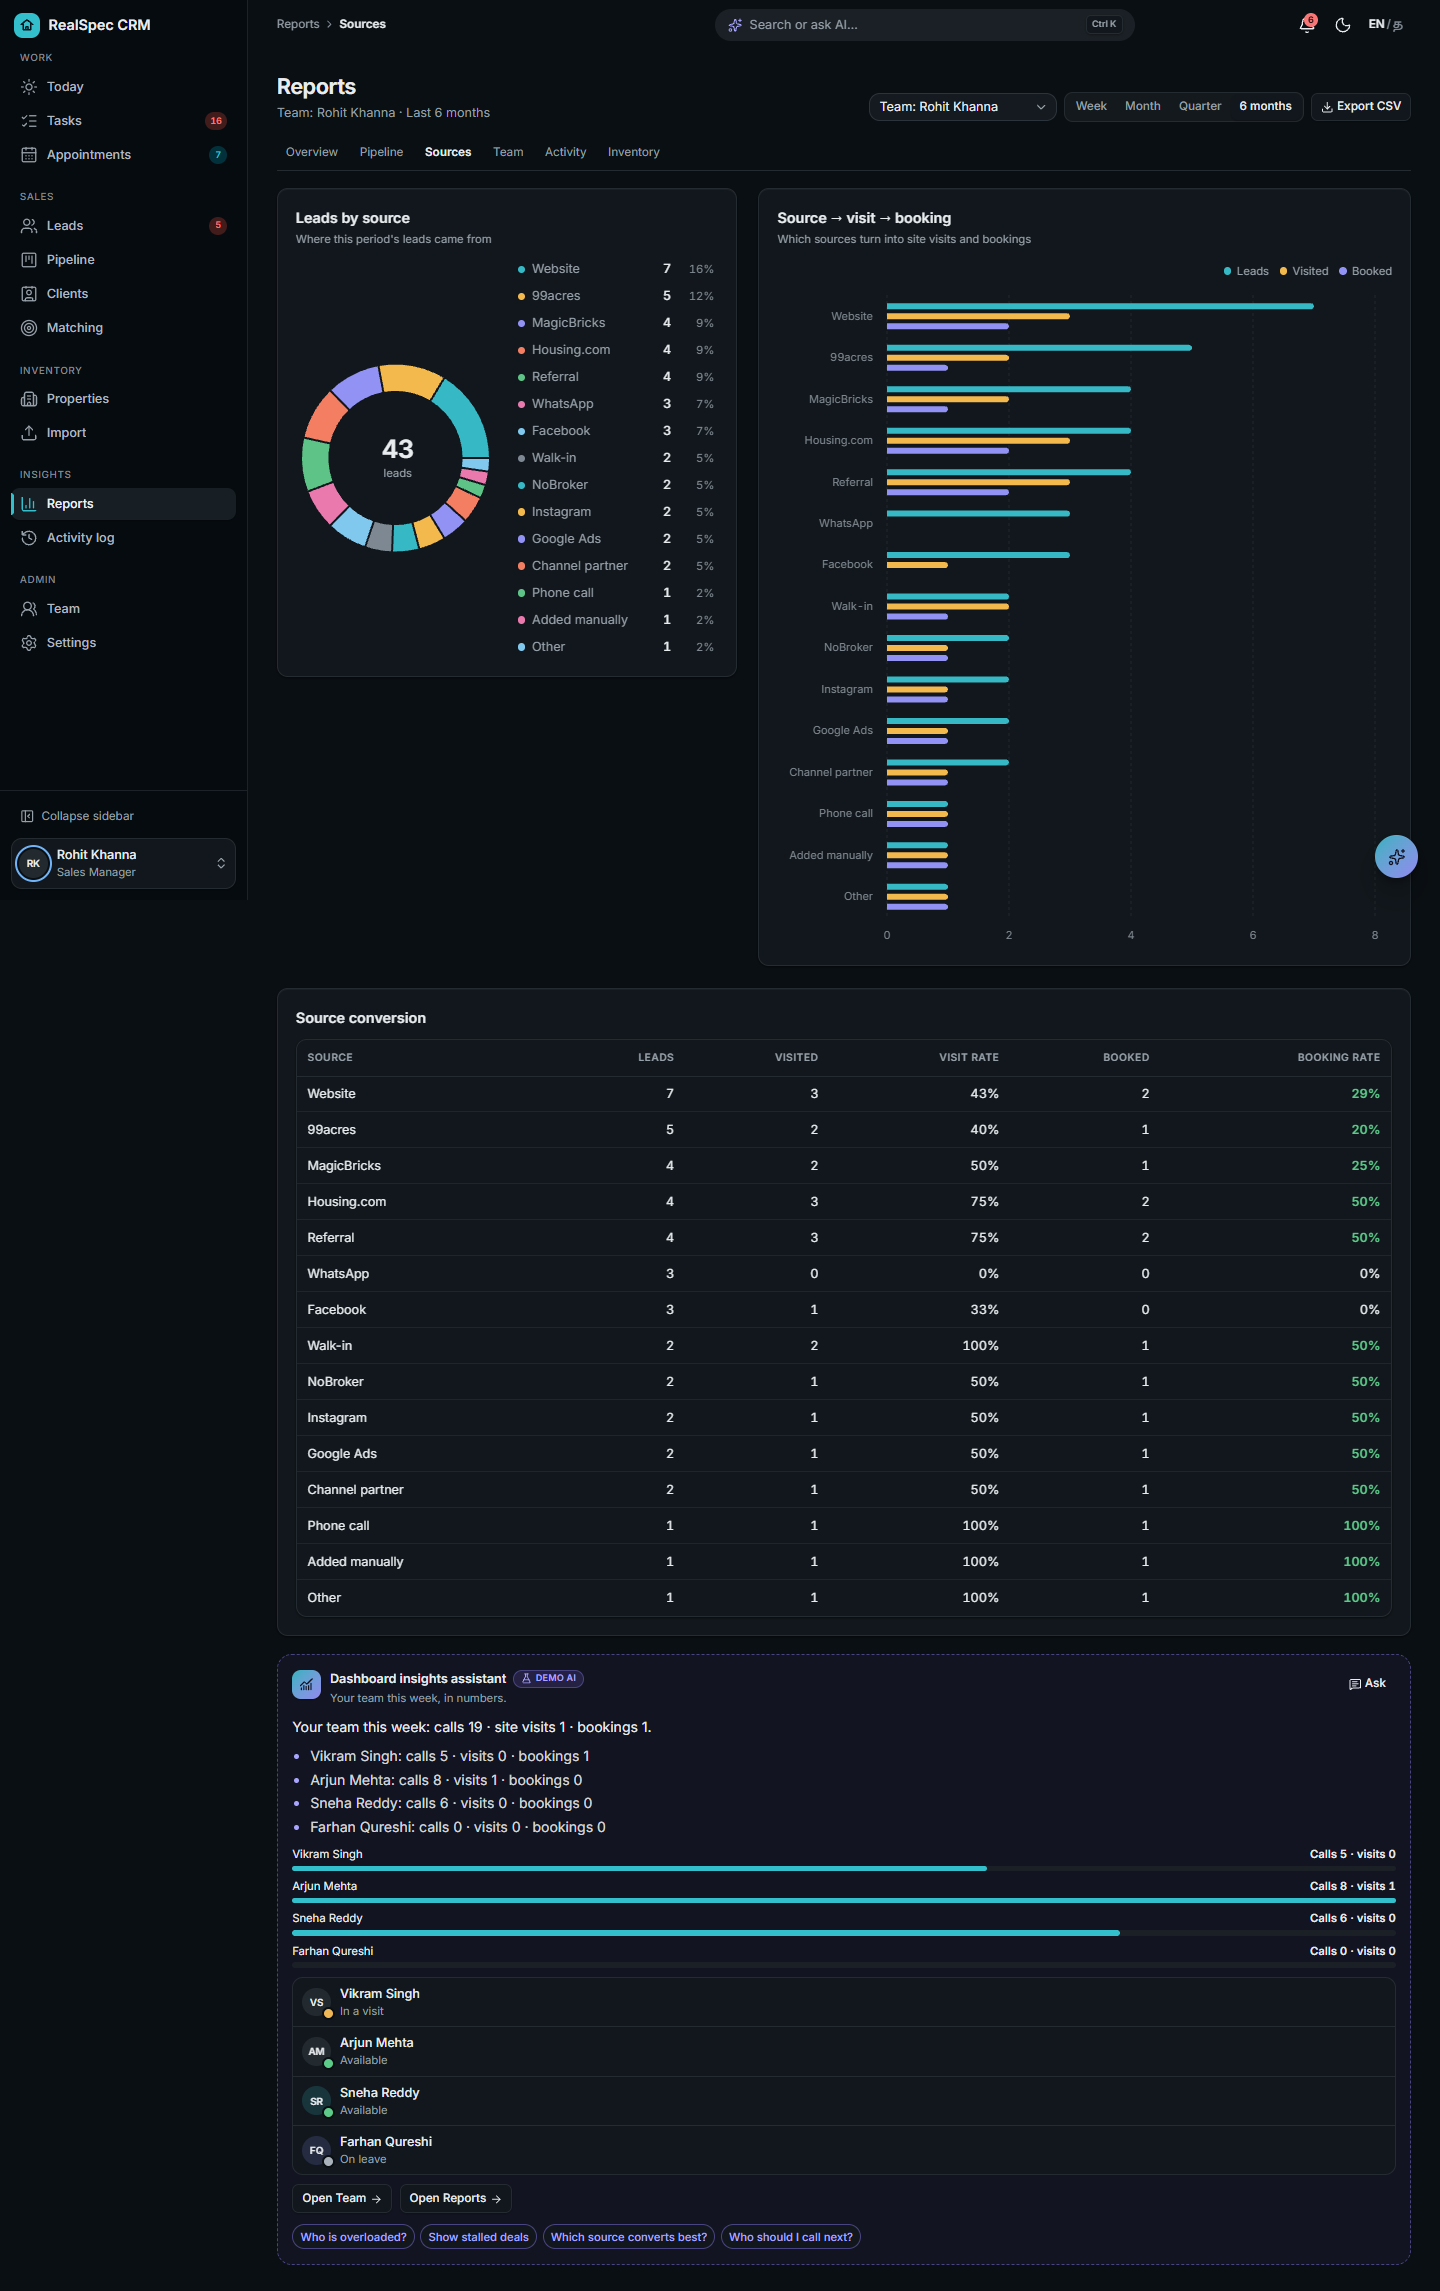 RealSpec CRM
WORK
Today
Tasks
16
Appointments
7
SALES
Leads
5
Pipeline
Clients
Matching
INVENTORY
Properties
Import
INSIGHTS
Reports
Activity log
ADMIN
Team
Settings
Collapse sidebar
RK
Rohit Khanna
Sales Manager
Reports > Sources
Search or ask AI... Ctrl K
6
EN / த
Reports
Team: Rohit Khanna · Last 6 months
Team: Rohit Khanna
Week Month Quarter 6 months
Export CSV
Overview Pipeline Sources Team Activity Inventory
Leads by source
Where this period's leads came from
43
leads
Website 7 16%
99acres 5 12%
MagicBricks 4 9%
Housing.com 4 9%
Referral 4 9%
WhatsApp 3 7%
Facebook 3 7%
Walk-in 2 5%
NoBroker 2 5%
Instagram 2 5%
Google Ads 2 5%
Channel partner 2 5%
Phone call 1 2%
Added manually 1 2%
Other 1 2%
Source → visit → booking
Which sources turn into site visits and bookings
Leads Visited Booked
Website
99acres
MagicBricks
Housing.com
Referral
WhatsApp
Facebook
Walk-in
NoBroker
Instagram
Google Ads
Channel partner
Phone call
Added manually
Other
0 2 4 6 8
Source conversion
SOURCE LEADS VISITED VISIT RATE BOOKED BOOKING RATE
Website 7 3 43% 2 29%
99acres 5 2 40% 1 20%
MagicBricks 4 2 50% 1 25%
Housing.com 4 3 75% 2 50%
Referral 4 3 75% 2 50%
WhatsApp 3 0 0% 0 0%
Facebook 3 1 33% 0 0%
Walk-in 2 2 100% 1 50%
NoBroker 2 1 50% 1 50%
Instagram 2 1 50% 1 50%
Google Ads 2 1 50% 1 50%
Channel partner 2 1 50% 1 50%
Phone call 1 1 100% 1 100%
Added manually 1 1 100% 1 100%
Other 1 1 100% 1 100%
Dashboard insights assistant DEMO AI
Your team this week, in numbers.
Ask
Your team this week: calls 19 · site visits 1 · bookings 1.
• Vikram Singh: calls 5 · visits 0 · bookings 1
• Arjun Mehta: calls 8 · visits 1 · bookings 0
• Sneha Reddy: calls 6 · visits 0 · bookings 0
• Farhan Qureshi: calls 0 · visits 0 · bookings 0
Vikram Singh Calls 5 · visits 0
Arjun Mehta Calls 8 · visits 1
Sneha Reddy Calls 6 · visits 0
Farhan Qureshi Calls 0 · visits 0
VS
Vikram Singh
In a visit
AM
Arjun Mehta
Available
SR
Sneha Reddy
Available
FQ
Farhan Qureshi
On leave
Open Team → Open Reports →
Who is overloaded? Show stalled deals Which source converts best? Who should I call next?